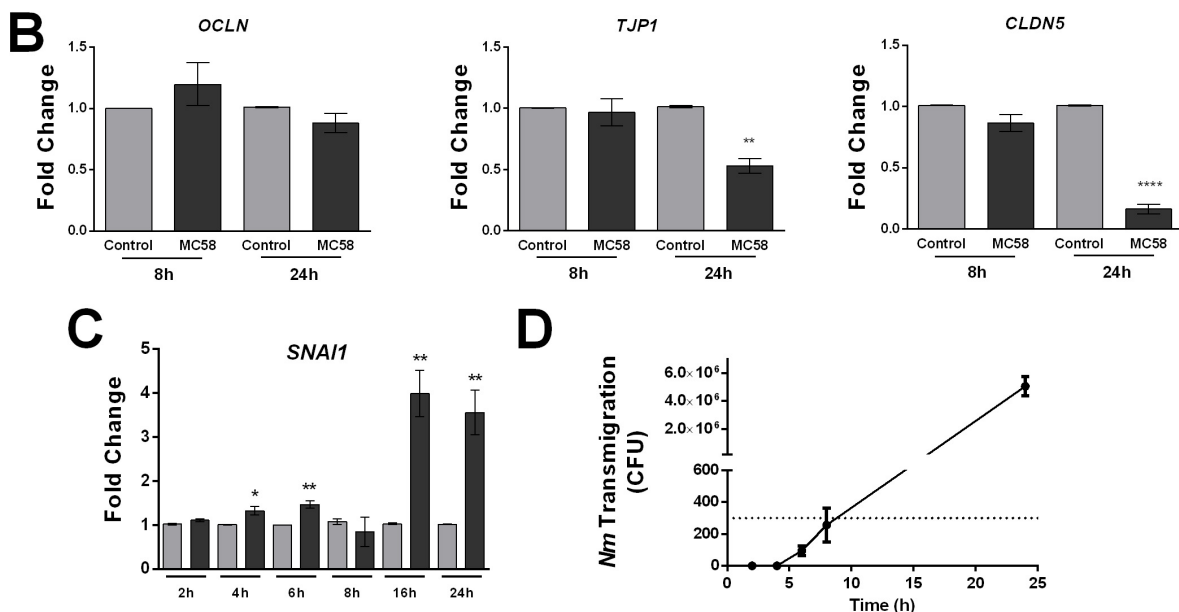 B
OCLN
Fold Change
1.5
1.0
0.5
0.0
Control MC58 Control MC58
8h 24h
TJP1
Fold Change
1.5
1.0
0.5
0.0
**
Control MC58 Control MC58
8h 24h
CLDN5
Fold Change
1.5
1.0
0.5
0.0
****
Control MC58 Control MC58
8h 24h
C
SNAI1
Fold Change
5
4
3
2
1
0
* ** ** **
2h 4h 6h 8h 16h 24h
D
Nm Transmigration
(CFU)
6.0×10⁶
4.0×10⁶
2.0×10⁶
600
400
200
0
0 5 10 15 20 25
Time (h)